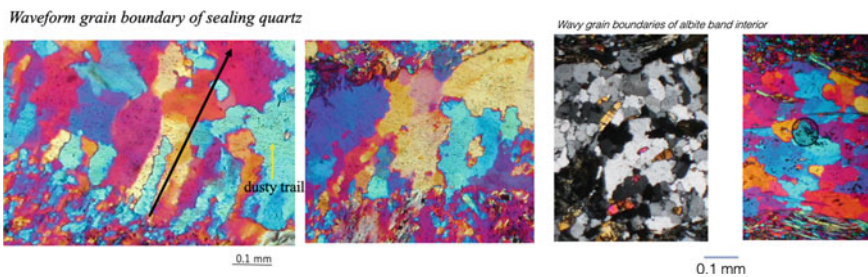 Waveform grain boundary of sealing quartz
Wavy grain boundaries of albite band interior
dusty trail
0.1 mm
0.1 mm